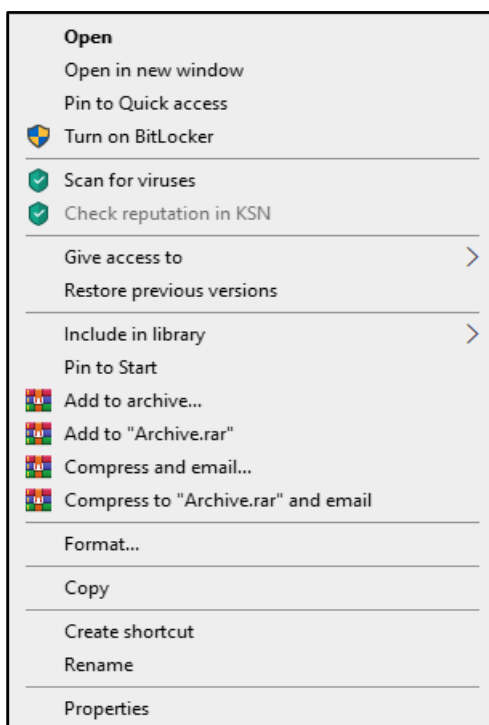 Open
Open in new window
Pin to Quick access
Turn on BitLocker
Scan for viruses
Check reputation in KSN
Give access to
Restore previous versions
Include in library
Pin to Start
Add to archive...
Add to "Archive.rar"
Compress and email...
Compress to "Archive.rar" and email
Format...
Copy
Create shortcut
Rename
Properties